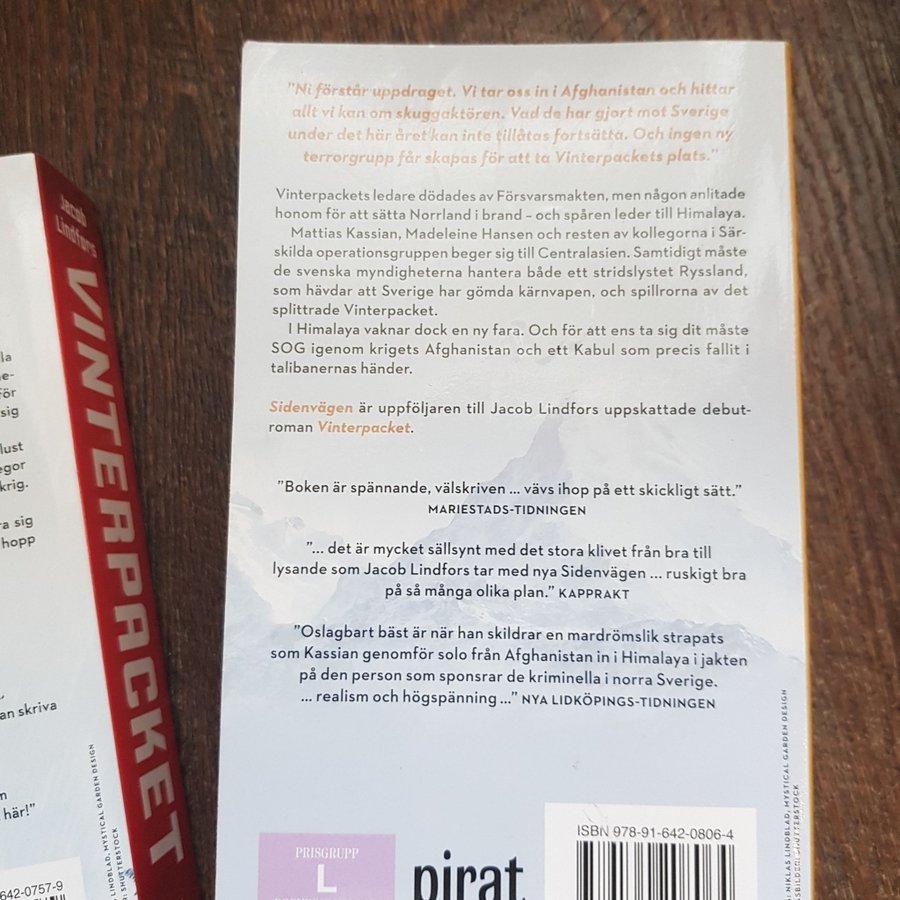 "Ni förstår uppdraget. Vi tar oss in i Afghanistan och hittar
allt vi kan om skuggaktören. Vad de har gjort mot Sverige
under det här året kan inte tillåtas fortsätta. Och ingen ny
terrorgrupp får skapas för att ta Vinterpackets plats."
Vinterpackets ledare dödades av Försvarsmakten, men någon anlitade
honom för att sätta Norrland i brand – och spåren leder till Himalaya.
Mattias Kassian, Madeleine Hansen och resten av kollegorna i Sär-
skilda operationsgruppen beger sig till Centralasien. Samtidigt måste
de svenska myndigheterna hantera både ett stridslystet Ryssland,
som hävdar att Sverige har gömda kärnvapen, och spillrorna av det
splittrade Vinterpacket.
I Himalaya vaknar dock en ny fara. Och för att ens ta sig dit måste
SOG igenom krigets Afghanistan och ett Kabul som precis fallit i
talibanernas händer.
Sidenvägen är uppföljaren till Jacob Lindfors uppskattade debut-
roman Vinterpacket.
"Boken är spännande, välskriven ... vävs ihop på ett skickligt sätt."
MARIESTADS-TIDNINGEN
"... det är mycket sällsynt med det stora klivet från bra till
lysande som Jacob Lindfors tar med nya Sidenvägen ... ruskigt bra
på så många olika plan." KAPPRAKT
"Oslagbart bäst är när han skildrar en mardrömslik strapats
som Kassian genomför solo från Afghanistan in i Himalaya i jakten
på den person som sponsrar de kriminella i norra Sverige.
... realism och högspänning ..." NYA LIDKÖPINGS-TIDNINGEN
PRISGRUPP
L
pirat
ISBN 978-91-642-0806-4
NIKLAS LINDBLAD, MYSTICAL GARDEN DESIGN
SHUTTERSTOCK
Jacob
Lindfors
VINTERPACKET
la
e-
för
sig
lust
egor
krig.
ra sig
hopp
an skriva
m
här!"
LINDBLAD, MYSTICAL GARDEN DESIGN
SHUTTERSTOCK
642-0757-9